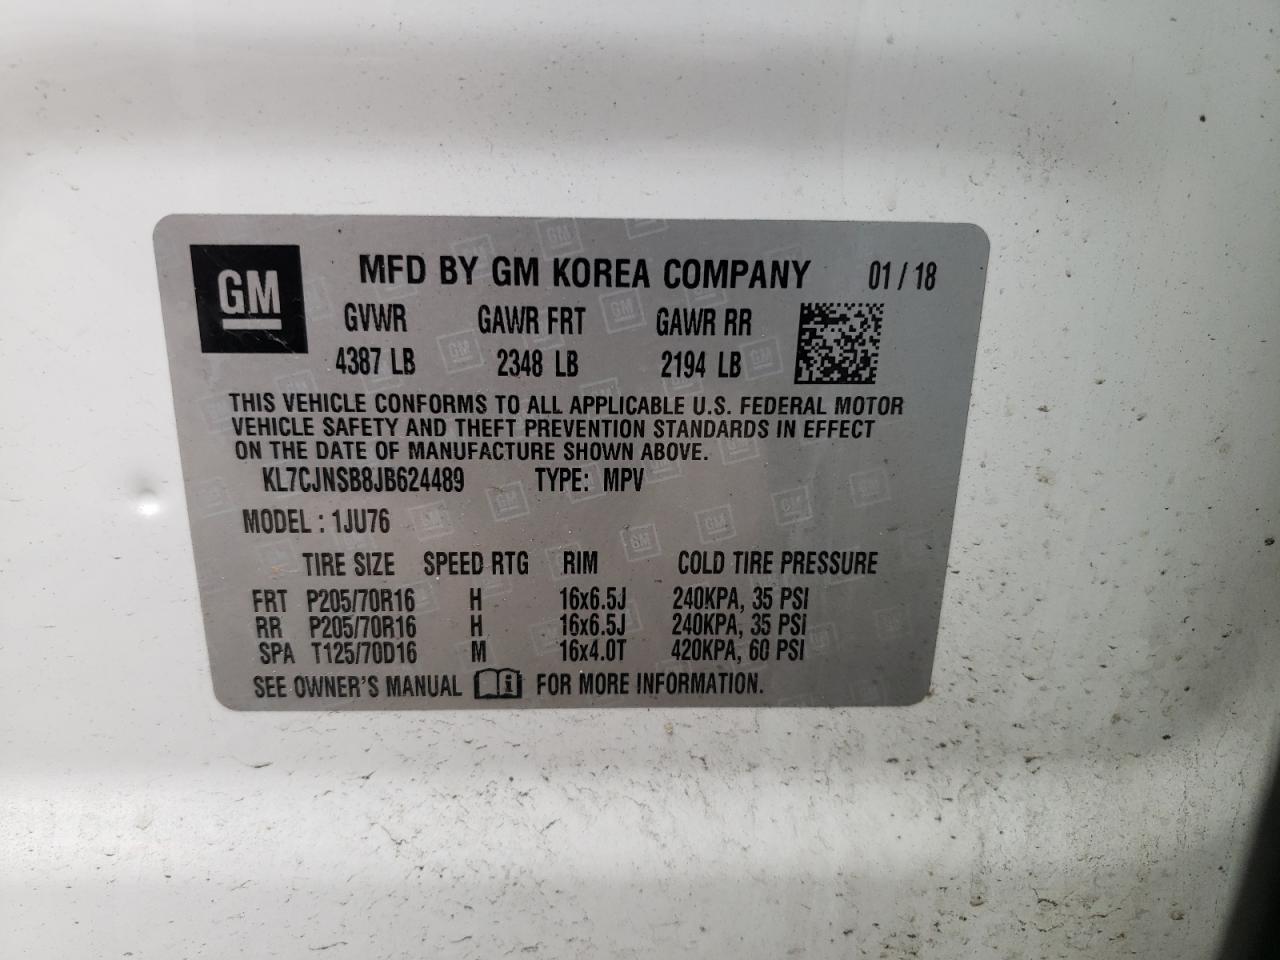 GM MFD BY GM KOREA COMPANY 01 / 18
GVWR GAWR FRT GAWR RR
4387 LB 2348 LB 2194 LB
THIS VEHICLE CONFORMS TO ALL APPLICABLE U.S. FEDERAL MOTOR
VEHICLE SAFETY AND THEFT PREVENTION STANDARDS IN EFFECT
ON THE DATE OF MANUFACTURE SHOWN ABOVE.
KL7CJNSB8JB624489 TYPE: MPV
MODEL : 1JU76
TIRE SIZE SPEED RTG RIM COLD TIRE PRESSURE
FRT P205/70R16 H 16x6.5J 240KPA, 35 PSI
RR P205/70R16 H 16x6.5J 240KPA, 35 PSI
SPA T125/70D16 M 16x4.0T 420KPA, 60 PSI
SEE OWNER'S MANUAL i FOR MORE INFORMATION.